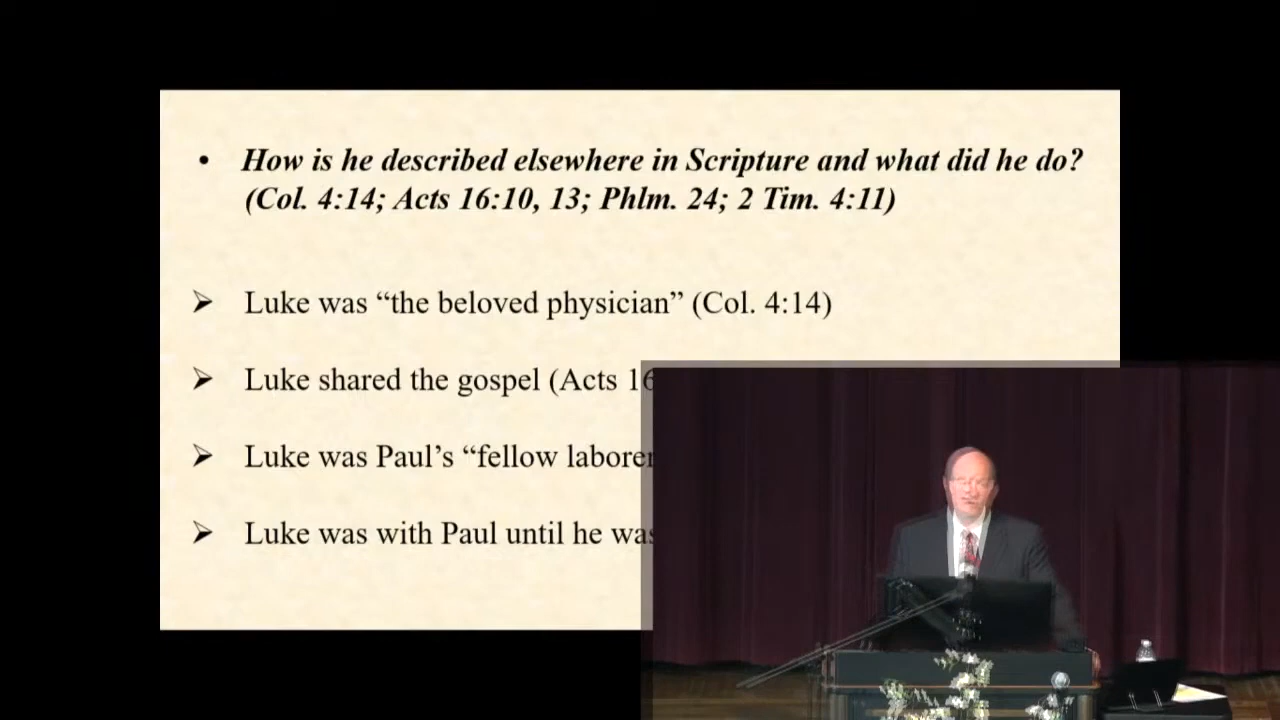 • How is he described elsewhere in Scripture and what did he do?
(Col. 4:14; Acts 16:10, 13; Phlm. 24; 2 Tim. 4:11)
➢ Luke was “the beloved physician” (Col. 4:14)
➢ Luke shared the gospel (Acts 16
➢ Luke was Paul’s “fellow laborer
➢ Luke was with Paul until he was